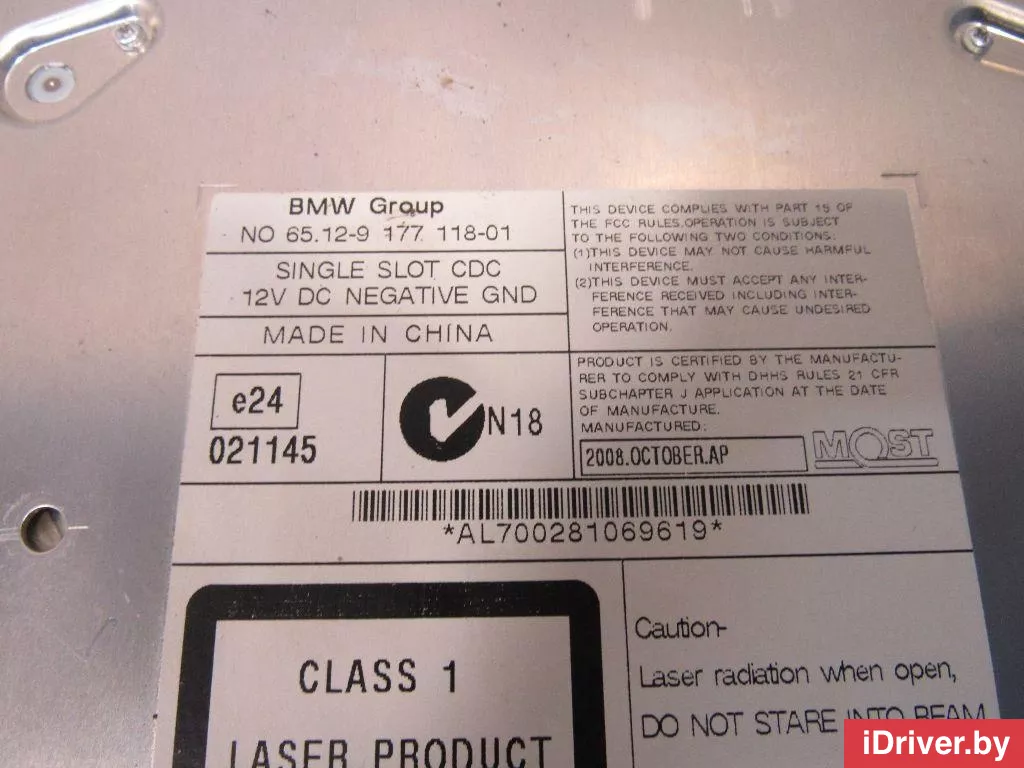 BMW Group
NO 65.12-9 177 118-01
SINGLE SLOT CDC
12V DC NEGATIVE GND
MADE IN CHINA
THIS DEVICE COMPLIES WITH PART 15 OF
THE FCC RULES.OPERATION IS SUBJECT
TO THE FOLLOWING TWO CONDITIONS:
(1)THIS DEVICE MAY NOT CAUSE HARMFUL
INTERFERENCE.
(2)THIS DEVICE MUST ACCEPT ANY INTER-
FERENCE RECEIVED INCLUDING INTER-
FERENCE THAT MAY CAUSE UNDESIRED
OPERATION.
e24
021145
N18
PRODUCT IS CERTIFIED BY THE MANUFACTU-
RER TO COMPLY WITH DHHS RULES 21 CFR
SUBCHAPTER J APPLICATION AT THE DATE
OF MANUFACTURE.
MANUFACTURED:
2008.OCTOBER.AP
MOST
*AL700281069619*
CLASS 1
LASER PRODUCT
Caution-
Laser radiation when open,
DO NOT STARE INTO BEAM
iDriver.by